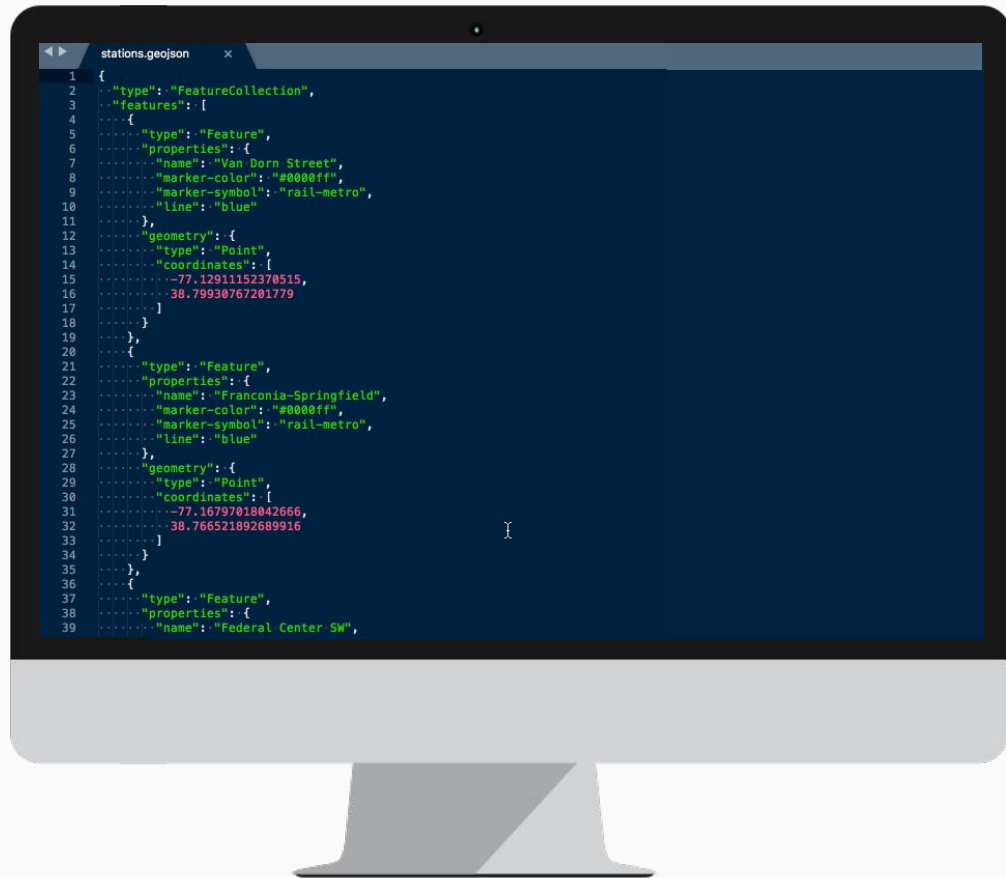 stations.geojson ×
1 {
2 "type": "FeatureCollection",
3 "features": [
4 {
5 "type": "Feature",
6 "properties": {
7 "name": "Van Dorn Street",
8 "marker-color": "#0000ff",
9 "marker-symbol": "rail-metro",
10 "line": "blue"
11 },
12 "geometry": {
13 "type": "Point",
14 "coordinates": [
15 -77.12911152370515,
16 38.79930767201779
17 ]
18 }
19 },
20 {
21 "type": "Feature",
22 "properties": {
23 "name": "Franconia-Springfield",
24 "marker-color": "#0000ff",
25 "marker-symbol": "rail-metro",
26 "line": "blue"
27 },
28 "geometry": {
29 "type": "Point",
30 "coordinates": [
31 -77.16797018042666,
32 38.766521892689916
33 ]
34 }
35 },
36 {
37 "type": "Feature",
38 "properties": {
39 "name": "Federal Center SW",